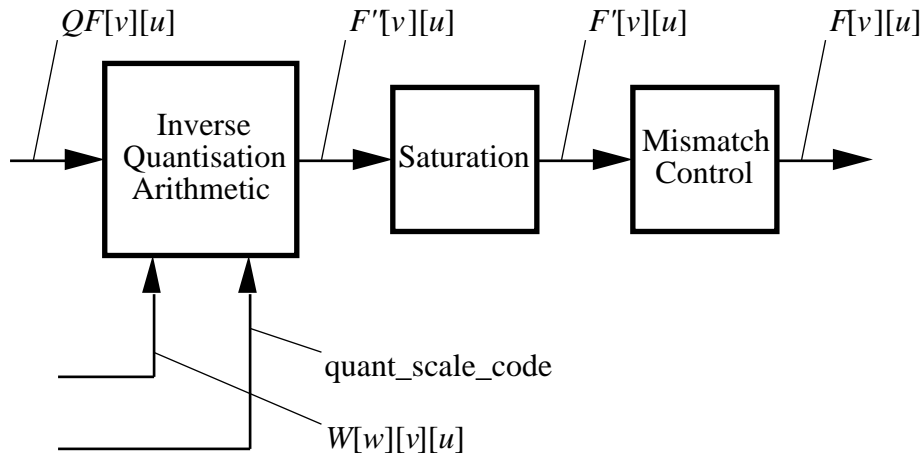 QF[v][u]
F''[v][u]
F'[v][u]
F[v][u]
Inverse
Quantisation
Arithmetic
Saturation
Mismatch
Control
quant_scale_code
W[w][v][u]